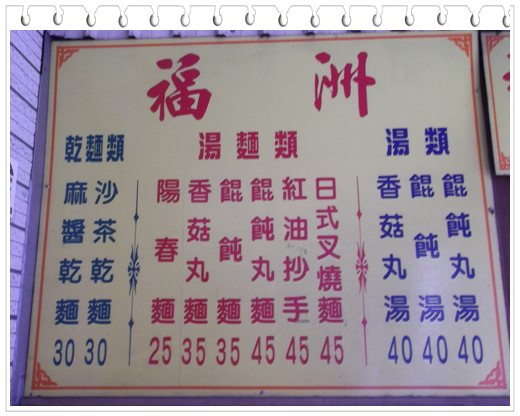 福洲
乾麵類
麻醬乾麵 30
沙茶乾麵 30
湯麵類
陽春麵 25
香菇丸麵 35
餛飩麵 35
餛飩丸麵 45
紅油抄手 45
日式叉燒麵 45
湯類
香菇丸湯 40
餛飩湯 40
餛飩丸湯 40